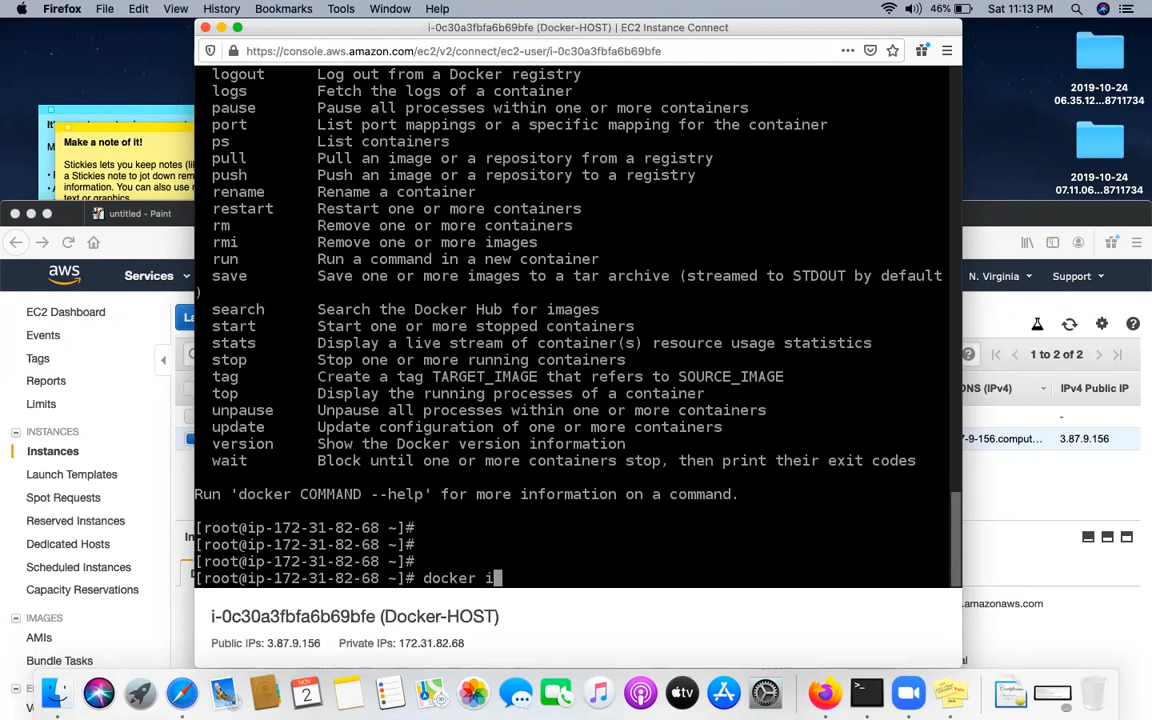 Firefox File Edit View History Bookmarks Tools Window Help 46% Sat 11:13 PM
i-0c30a3fbfa6b69bfe (Docker-HOST) | EC2 Instance Connect
https://console.aws.amazon.com/ec2/v2/connect/ec2-user/i-0c30a3fbfa6b69bfe
logout Log out from a Docker registry
logs Fetch the logs of a container
pause Pause all processes within one or more containers
port List port mappings or a specific mapping for the container
ps List containers
pull Pull an image or a repository from a registry
push Push an image or a repository to a registry
rename Rename a container
restart Restart one or more containers
rm Remove one or more containers
rmi Remove one or more images
run Run a command in a new container
save Save one or more images to a tar archive (streamed to STDOUT by default
)
search Search the Docker Hub for images
start Start one or more stopped containers
stats Display a live stream of container(s) resource usage statistics
stop Stop one or more running containers
tag Create a tag TARGET_IMAGE that refers to SOURCE_IMAGE
top Display the running processes of a container
unpause Unpause all processes within one or more containers
update Update configuration of one or more containers
version Show the Docker version information
wait Block until one or more containers stop, then print their exit codes
Run 'docker COMMAND --help' for more information on a command.
[root@ip-172-31-82-68 ~]#
[root@ip-172-31-82-68 ~]#
[root@ip-172-31-82-68 ~]#
[root@ip-172-31-82-68 ~]# docker i
i-0c30a3fbfa6b69bfe (Docker-HOST)
Public IPs: 3.87.9.156 Private IPs: 172.31.82.68
2019-10-24
06.35.12...8711734
2019-10-24
07.11.06...8711734
Make a note of it!
Stickies lets you keep notes (li
a Stickies note to jot down rem
information. You can also use n
text or graphics.
untitled - Paint
aws Services N. Virginia Support
EC2 Dashboard
Events
Tags
Reports
Limits
INSTANCES
Instances
Launch Templates
Spot Requests
Reserved Instances
Dedicated Hosts
Scheduled Instances
Capacity Reservations
IMAGES
AMIs
Bundle Tasks
1 to 2 of 2
DNS (IPv4) IPv4 Public IP
-
7-9-156.comput... 3.87.9.156
.amazonaws.com
NOV
2
tv